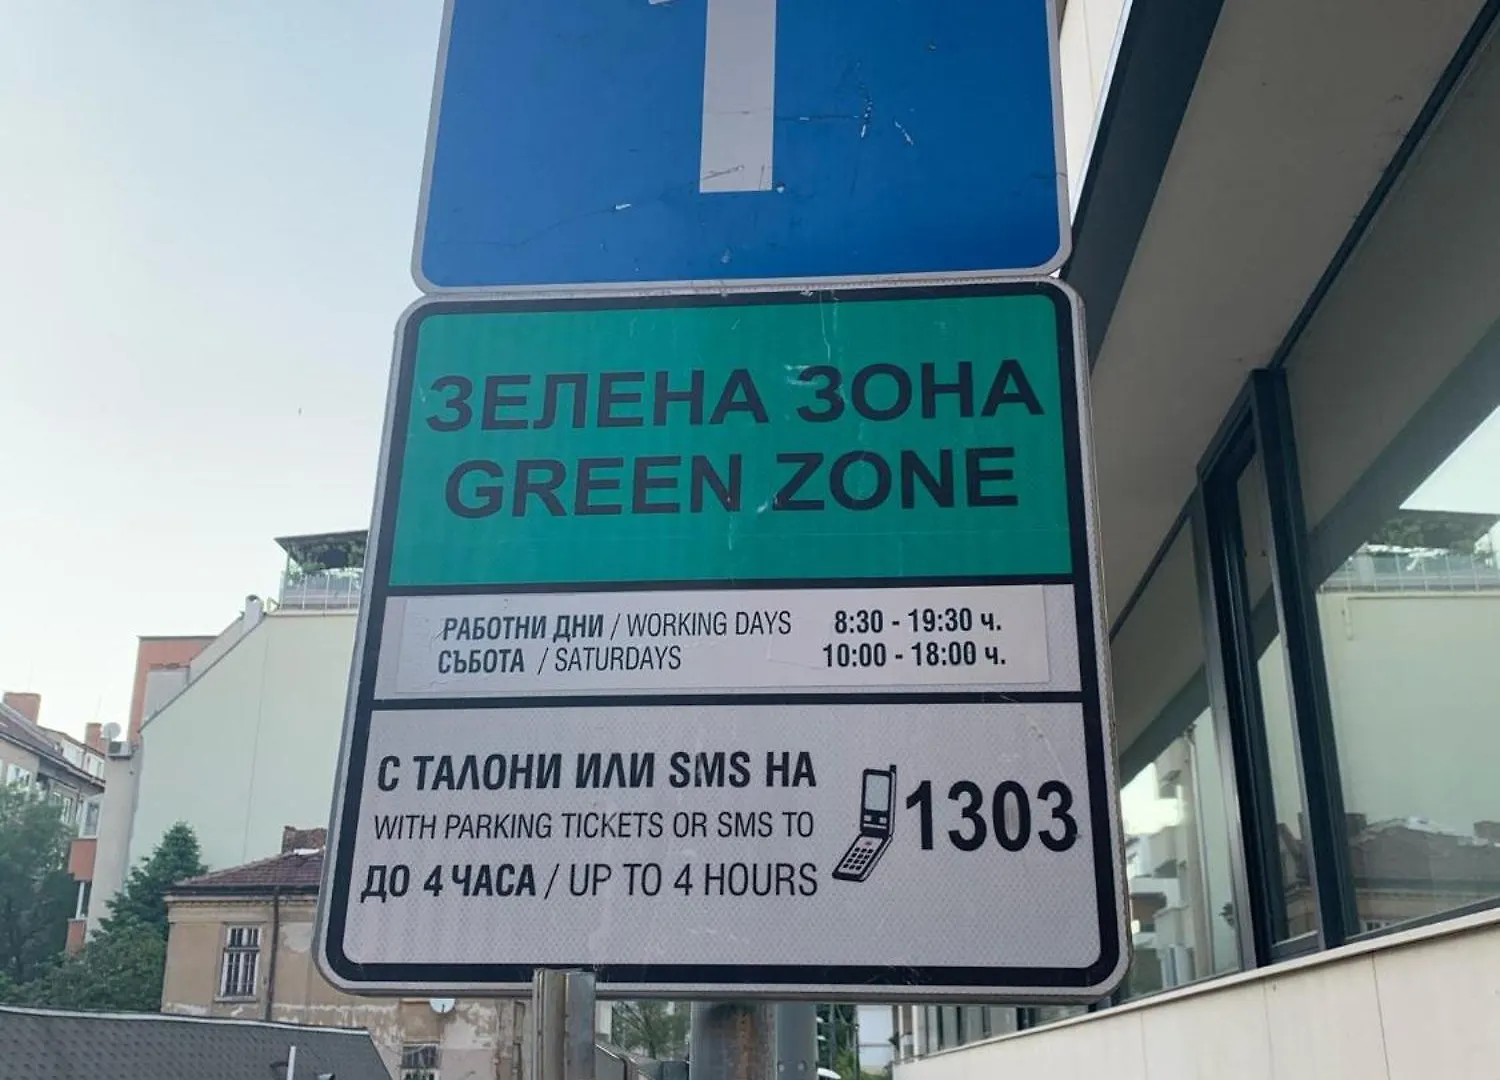 ЗЕЛЕНА ЗОНА
GREEN ZONE
РАБОТНИ ДНИ / WORKING DAYS 8:30 - 19:30 ч.
СЪБОТА / SATURDAYS 10:00 - 18:00 ч.
С ТАЛОНИ ИЛИ SMS НА
WITH PARKING TICKETS OR SMS TO
1303
ДО 4 ЧАСА / UP TO 4 HOURS